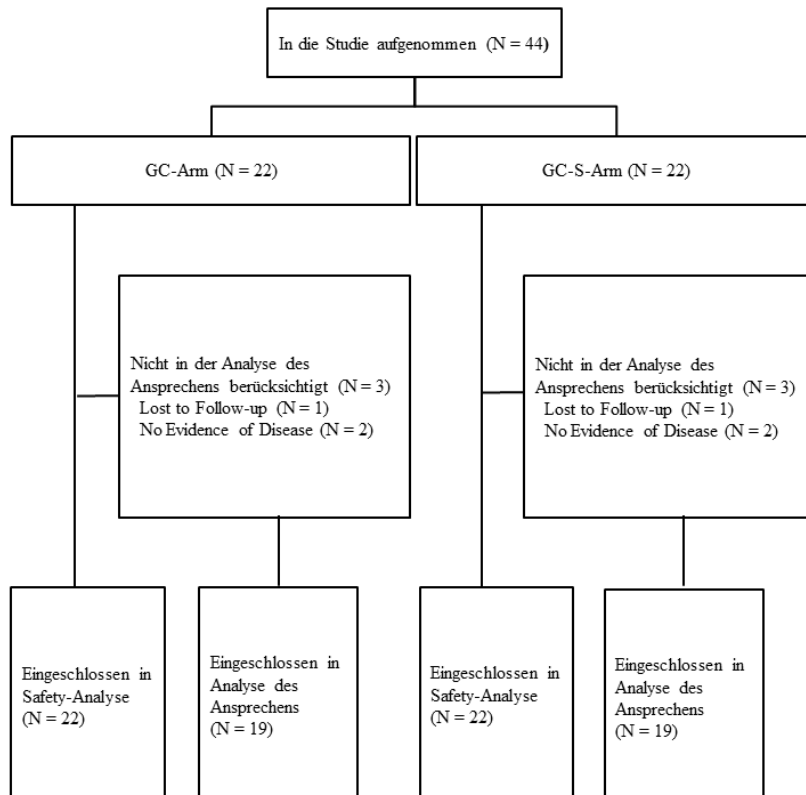 In die Studie aufgenommen (N = 44)
GC-Arm (N = 22)
GC-S-Arm (N = 22)
Nicht in der Analyse des
Ansprechens berücksichtigt (N = 3)
Lost to Follow-up (N = 1)
No Evidence of Disease (N = 2)
Nicht in der Analyse des
Ansprechens berücksichtigt (N = 3)
Lost to Follow-up (N = 1)
No Evidence of Disease (N = 2)
Eingeschlossen in
Safety-Analyse
(N = 22)
Eingeschlossen in
Analyse des
Ansprechens
(N = 19)
Eingeschlossen in
Safety-Analyse
(N = 22)
Eingeschlossen in
Analyse des
Ansprechens
(N = 19)